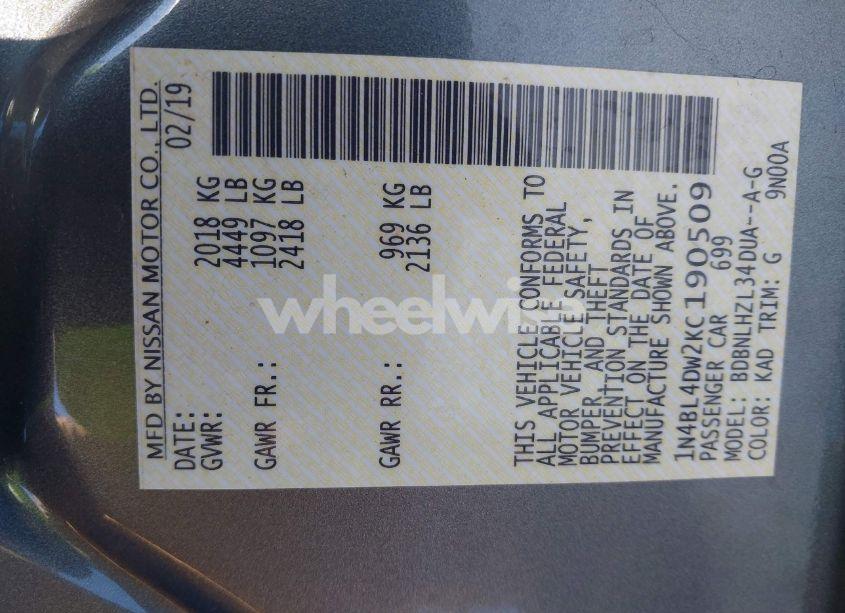 MFD BY NISSAN MOTOR CO., LTD.
DATE: 02/19
GVWR: 2018 KG
4449 LB
GAWR FR.: 1097 KG
2418 LB
GAWR RR.: 969 KG
2136 LB
THIS VEHICLE CONFORMS TO
ALL APPLICABLE FEDERAL
MOTOR VEHICLE SAFETY,
BUMPER, AND THEFT
PREVENTION STANDARDS IN
EFFECT ON THE DATE OF
MANUFACTURE SHOWN ABOVE.
1N4BL4DW2KC190509
PASSENGER CAR 699
MODEL: BDBNLHZL34DUA--A-G
COLOR: KAD TRIM: G 9N00A
wheelwise